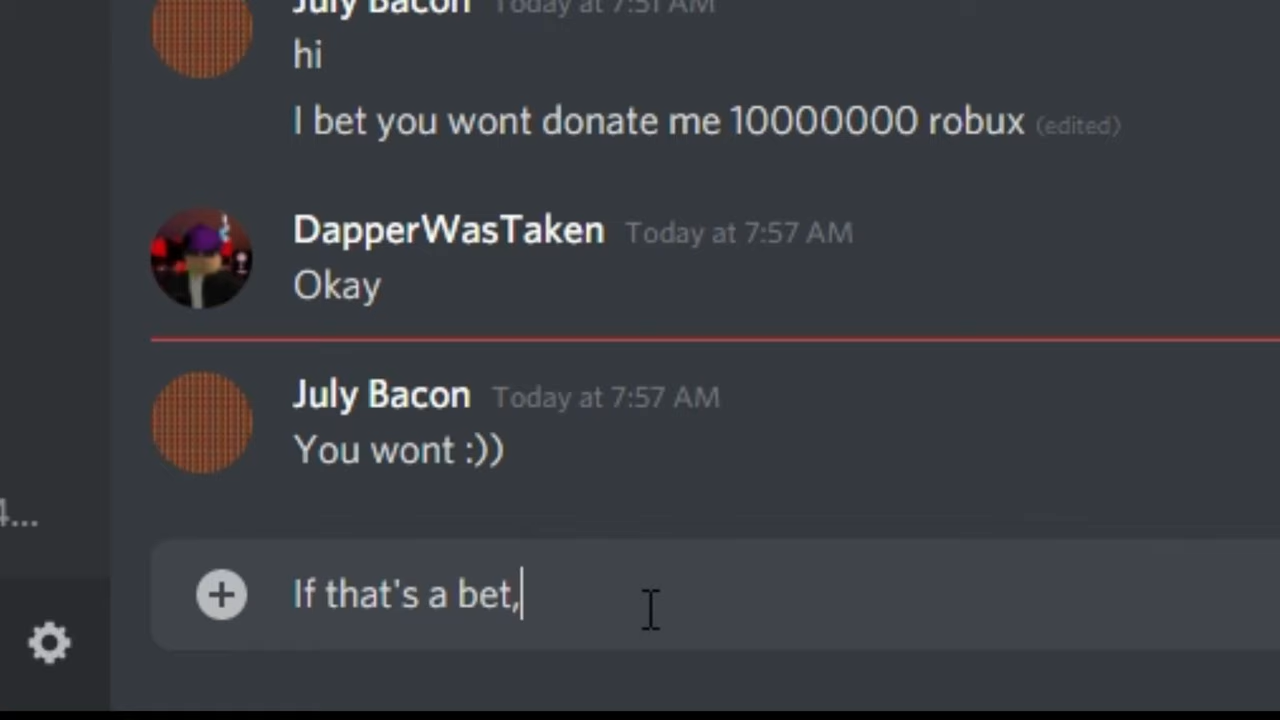 July Bacon Today at 7:51 AM
hi
I bet you wont donate me 10000000 robux (edited)
DapperWasTaken Today at 7:57 AM
Okay
July Bacon Today at 7:57 AM
You wont :))
4...
If that's a bet,